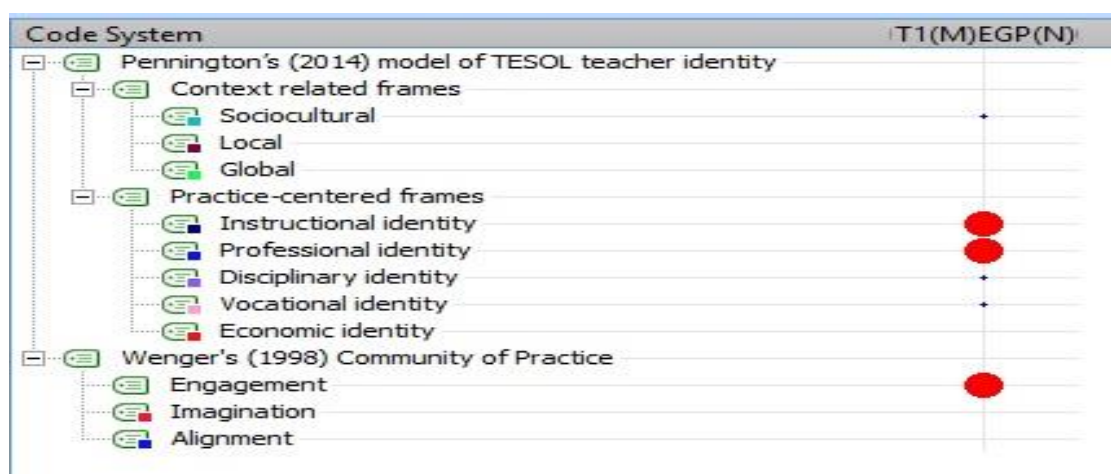 Code System T1(M)EGP(N)
Pennington’s (2014) model of TESOL teacher identity
Context related frames
Sociocultural
Local
Global
Practice-centered frames
Instructional identity
Professional identity
Disciplinary identity
Vocational identity
Economic identity
Wenger's (1998) Community of Practice
Engagement
Imagination
Alignment